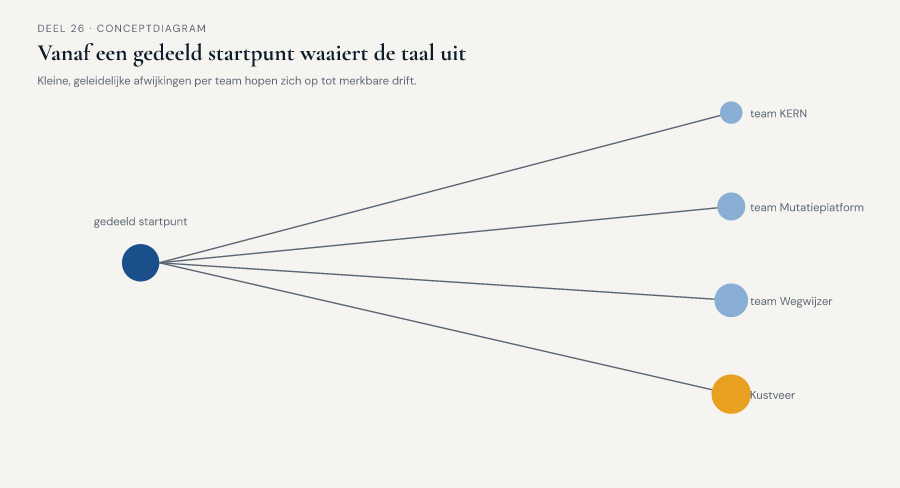 DEEL 26 · CONCEPTDIAGRAM
Vanaf een gedeeld startpunt waaiert de taal uit
Kleine, geleidelijke afwijkingen per team hopen zich op tot merkbare drift.
team KERN
team Mutatieplatform
gedeeld startpunt
team Wegwijzer
Kustveer